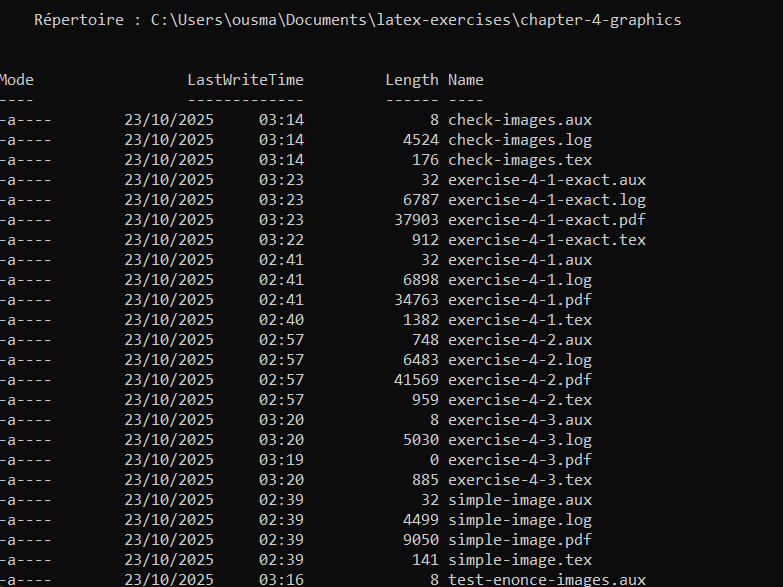 Répertoire : C:\Users\ousma\Documents\latex-exercises\chapter-4-graphics
Mode LastWriteTime Length Name
---- ------------- ------ ----
-a---- 23/10/2025 03:14 8 check-images.aux
-a---- 23/10/2025 03:14 4524 check-images.log
-a---- 23/10/2025 03:14 176 check-images.tex
-a---- 23/10/2025 03:23 32 exercise-4-1-exact.aux
-a---- 23/10/2025 03:23 6787 exercise-4-1-exact.log
-a---- 23/10/2025 03:23 37903 exercise-4-1-exact.pdf
-a---- 23/10/2025 03:22 912 exercise-4-1-exact.tex
-a---- 23/10/2025 02:41 32 exercise-4-1.aux
-a---- 23/10/2025 02:41 6898 exercise-4-1.log
-a---- 23/10/2025 02:41 34763 exercise-4-1.pdf
-a---- 23/10/2025 02:40 1382 exercise-4-1.tex
-a---- 23/10/2025 02:57 748 exercise-4-2.aux
-a---- 23/10/2025 02:57 6483 exercise-4-2.log
-a---- 23/10/2025 02:57 41569 exercise-4-2.pdf
-a---- 23/10/2025 02:57 959 exercise-4-2.tex
-a---- 23/10/2025 03:20 8 exercise-4-3.aux
-a---- 23/10/2025 03:20 5030 exercise-4-3.log
-a---- 23/10/2025 03:19 0 exercise-4-3.pdf
-a---- 23/10/2025 03:20 885 exercise-4-3.tex
-a---- 23/10/2025 02:39 32 simple-image.aux
-a---- 23/10/2025 02:39 4499 simple-image.log
-a---- 23/10/2025 02:39 9050 simple-image.pdf
-a---- 23/10/2025 02:39 141 simple-image.tex
-a---- 23/10/2025 03:16 8 test-enonce-images.aux